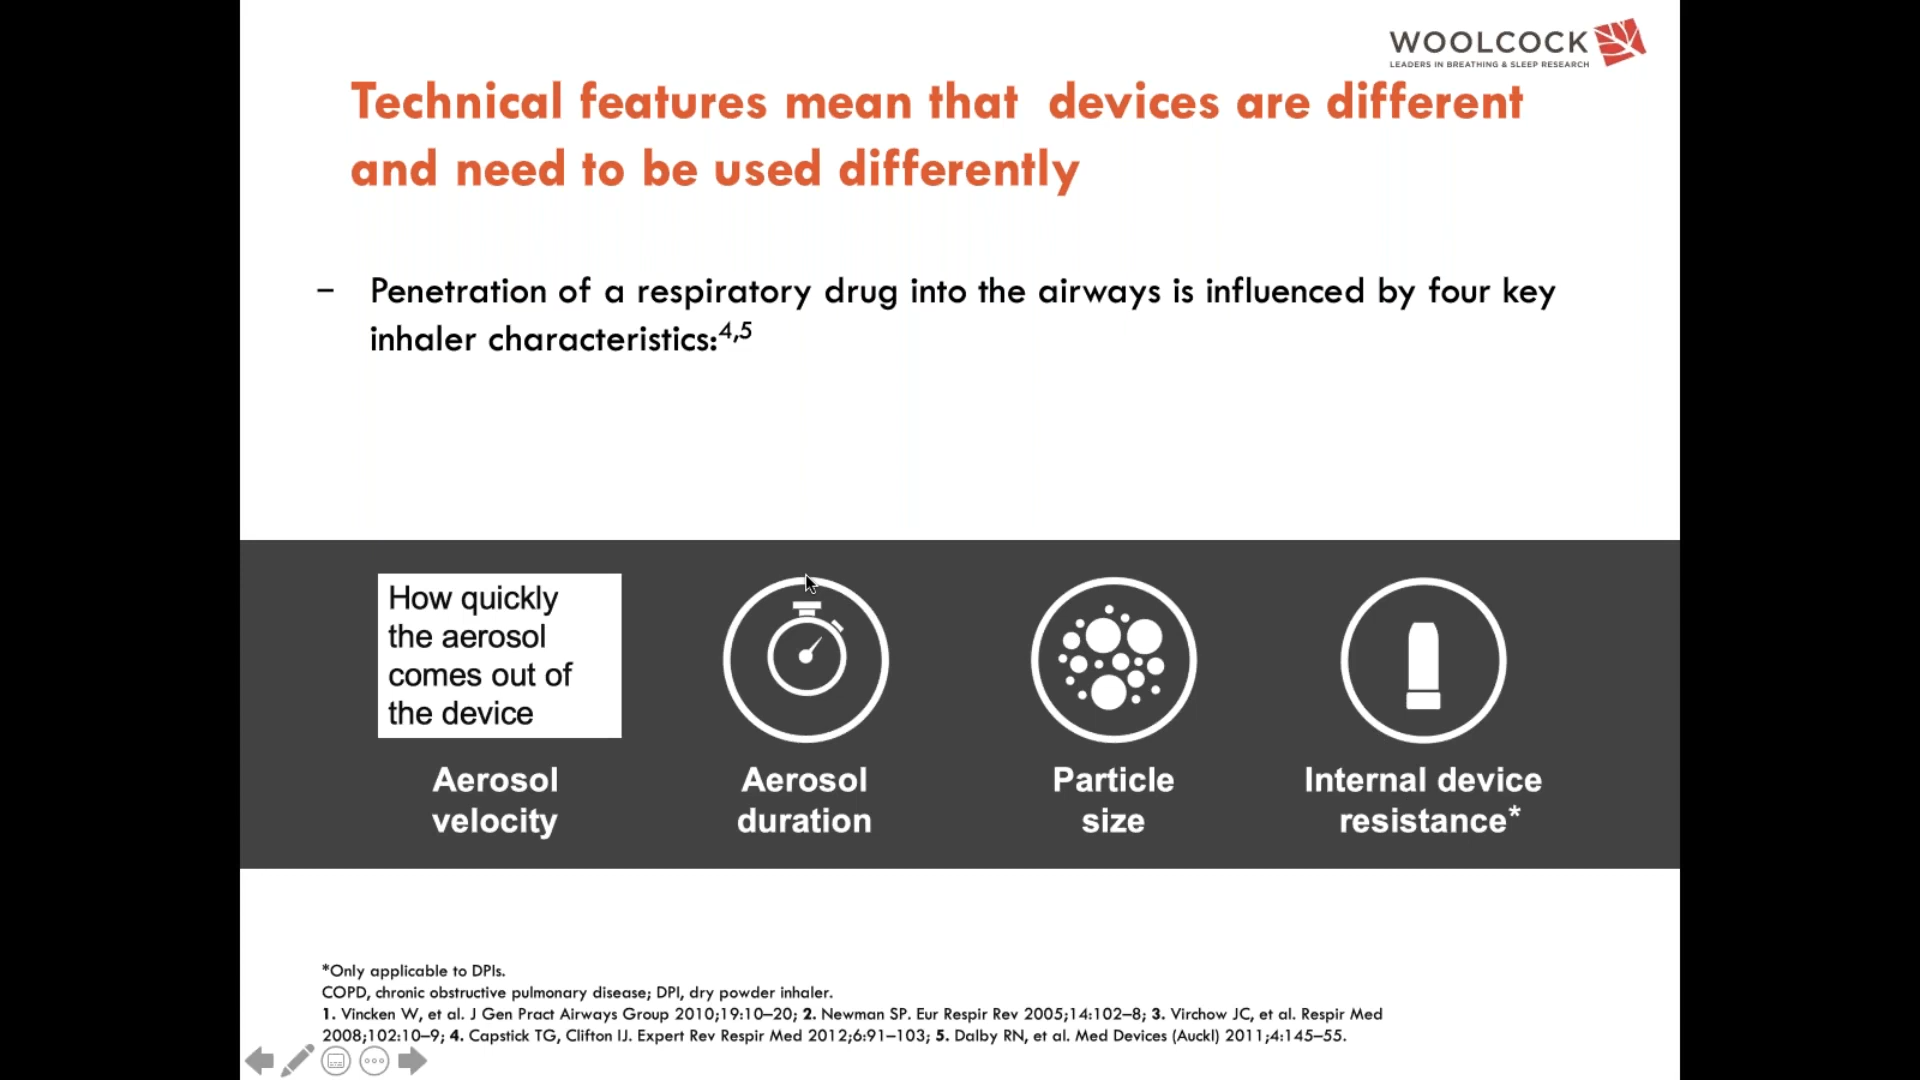 WOOLCOCK
LEADERS IN BREATHING & SLEEP RESEARCH
Technical features mean that  devices are different
and need to be used differently
– Penetration of a respiratory drug into the airways is influenced by four key
inhaler characteristics:4,5
How quickly
the aerosol
comes out of
the device
Aerosol
velocity
Aerosol
duration
Particle
size
Internal device
resistance*
*Only applicable to DPIs.
COPD, chronic obstructive pulmonary disease; DPI, dry powder inhaler.
1. Vincken W, et al. J Gen Pract Airways Group 2010;19:10–20; 2. Newman SP. Eur Respir Rev 2005;14:102–8; 3. Virchow JC, et al. Respir Med
2008;102:10–9; 4. Capstick TG, Clifton IJ. Expert Rev Respir Med 2012;6:91–103; 5. Dalby RN, et al. Med Devices (Auckl) 2011;4:145–55.